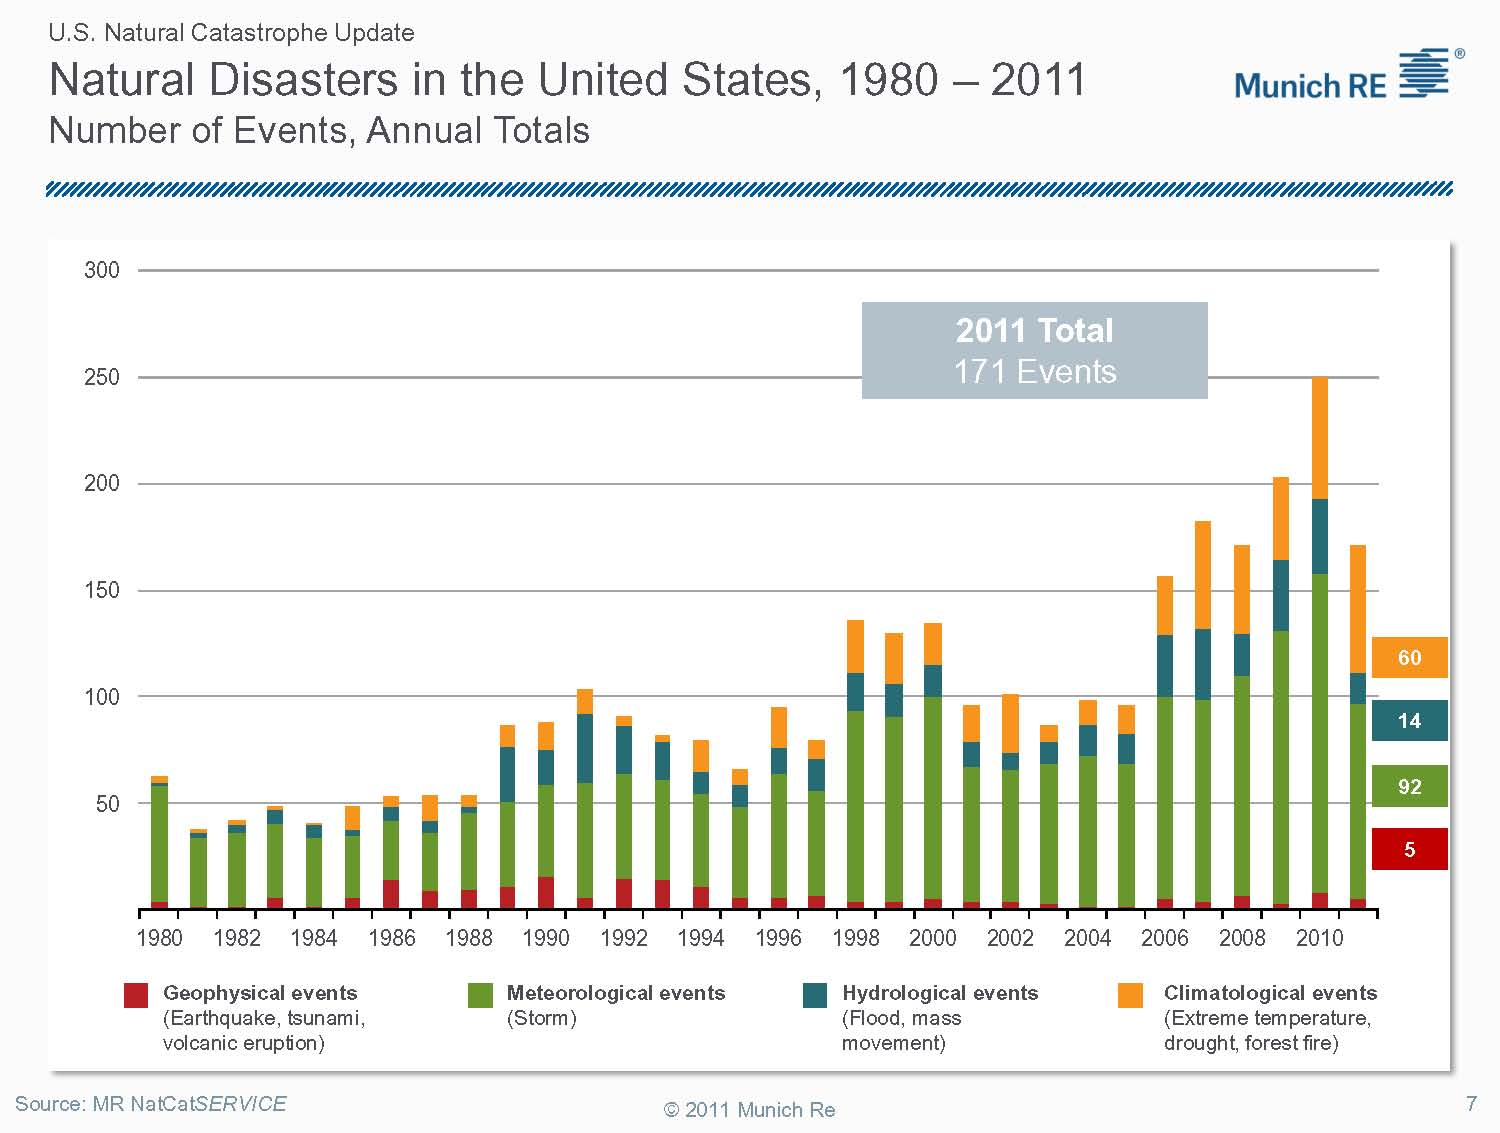 U.S. Natural Catastrophe Update
Natural Disasters in the United States, 1980 – 2011
Number of Events, Annual Totals
Munich RE ®
300
250
200
150
100
50
2011 Total
171 Events
60
14
92
5
1980 1982 1984 1986 1988 1990 1992 1994 1996 1998 2000 2002 2004 2006 2008 2010
Geophysical events
(Earthquake, tsunami,
volcanic eruption)
Meteorological events
(Storm)
Hydrological events
(Flood, mass
movement)
Climatological events
(Extreme temperature,
drought, forest fire)
Source: MR NatCatSERVICE
© 2011 Munich Re
7